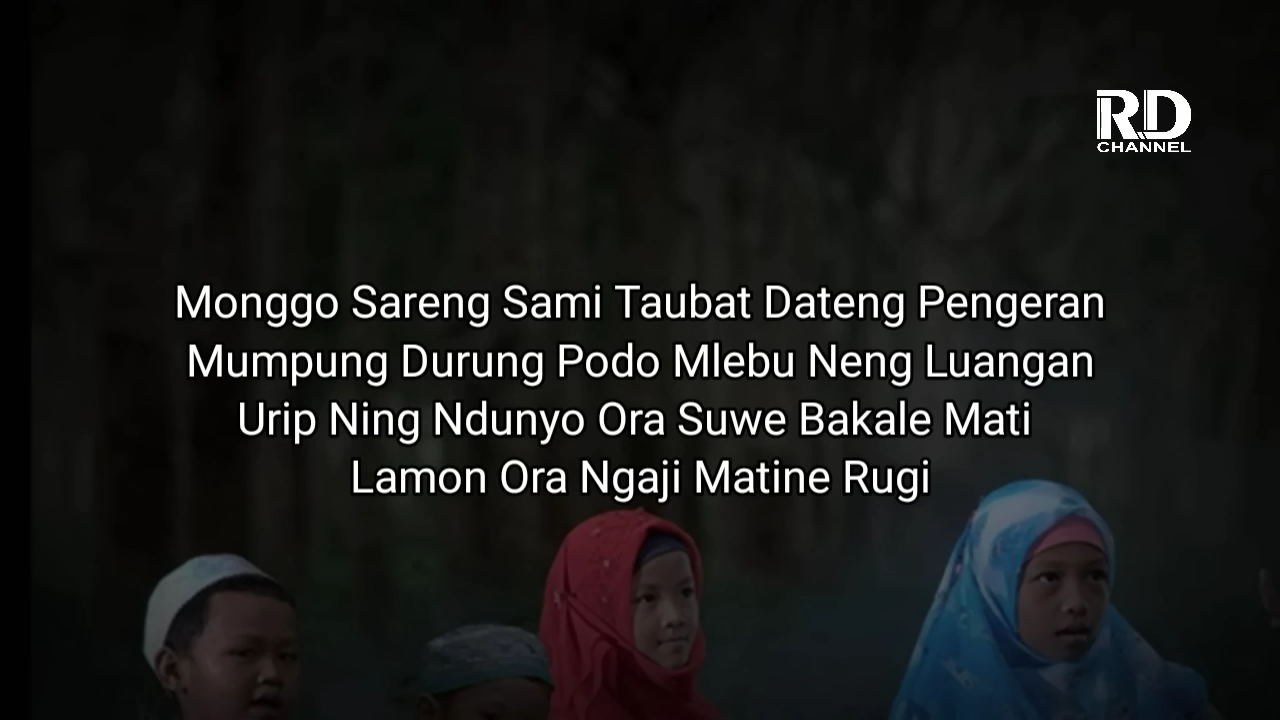 RD
CHANNEL
Monggo Sareng Sami Taubat Dateng Pengeran
Mumpung Durung Podo Mlebu Neng Luangan
Urip Ning Ndunyo Ora Suwe Bakale Mati
Lamon Ora Ngaji Matine Rugi